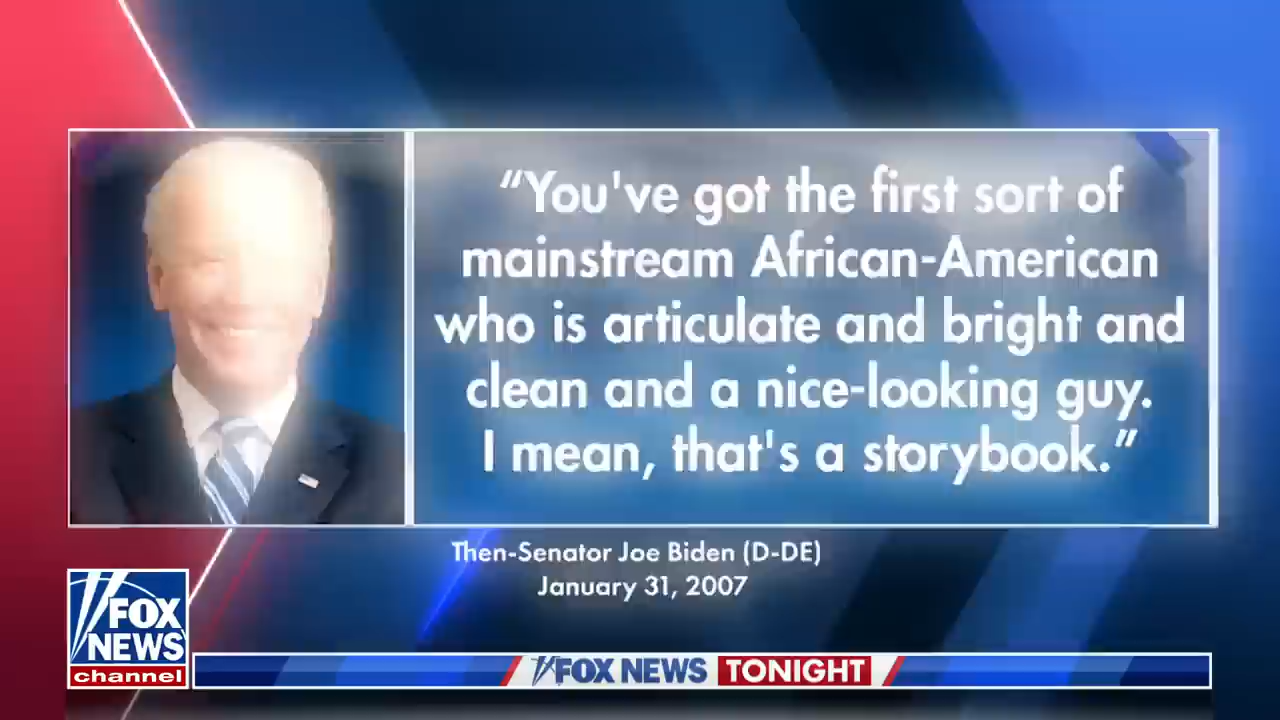 “You've got the first sort of
mainstream African-American
who is articulate and bright and
clean and a nice-looking guy.
I mean, that's a storybook.”
Then-Senator Joe Biden (D-DE)
January 31, 2007
FOX
NEWS
channel
FOX NEWS TONIGHT